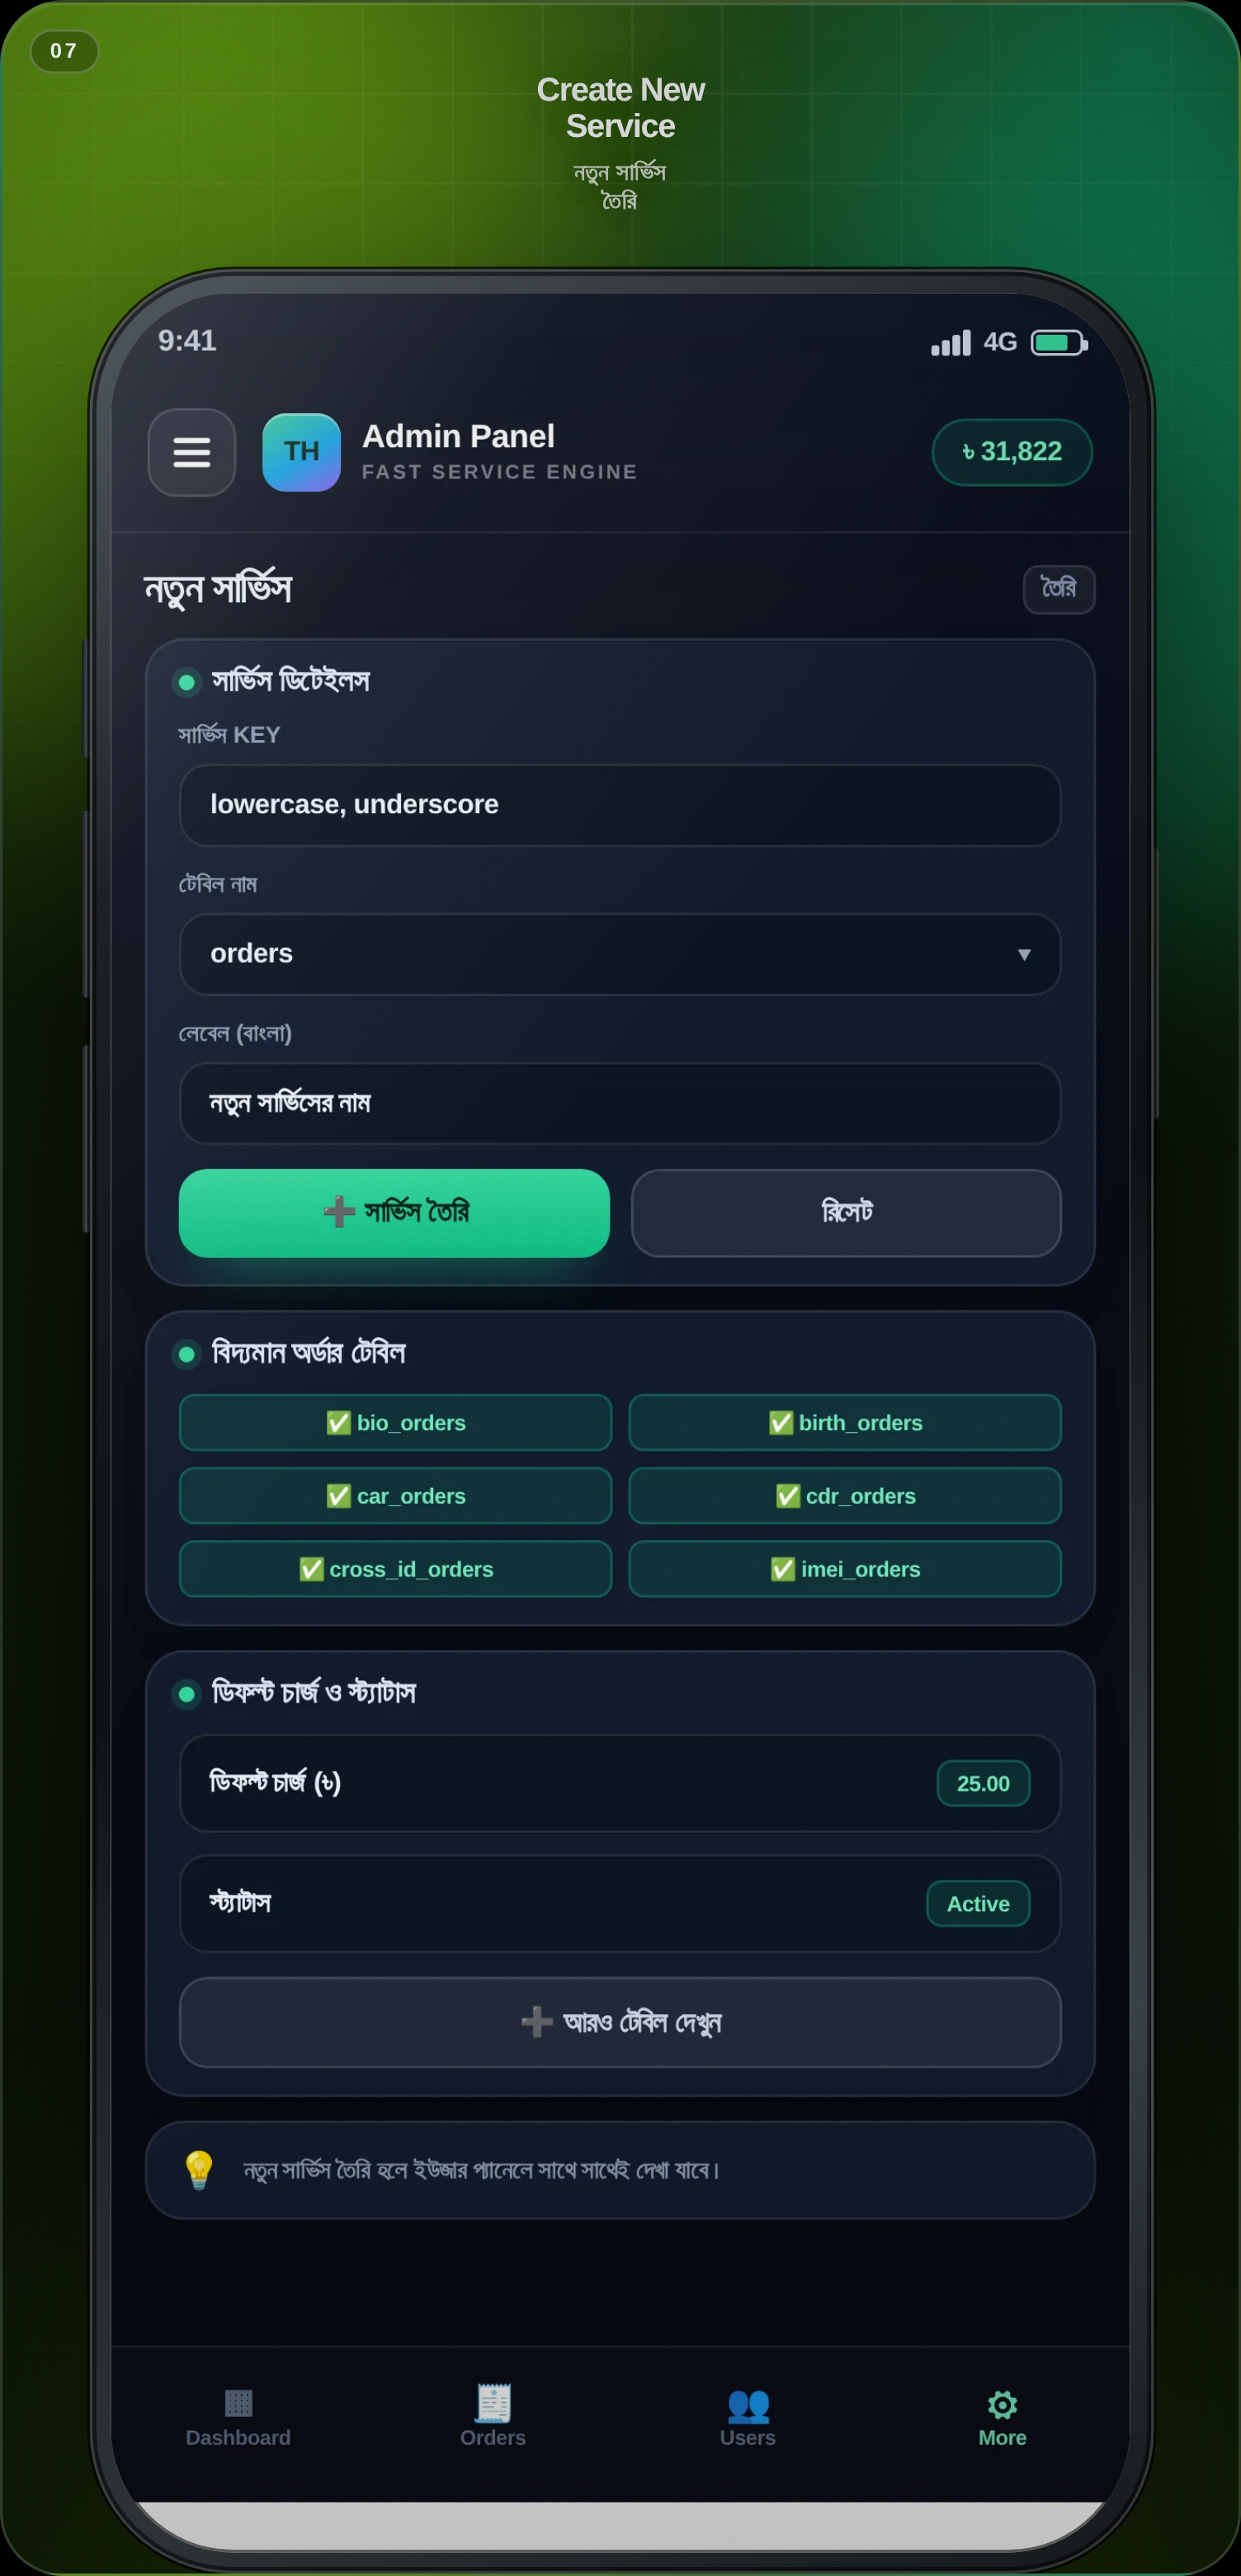 07
Create New
Service
নতুন সার্ভিস
তৈরি
9:41
4G
TH
Admin Panel
FAST SERVICE ENGINE
৳ 31,822
নতুন সার্ভিস
তৈরি
সার্ভিস ডিটেইলস
সার্ভিস KEY
lowercase, underscore
টেবিল নাম
orders
লেবেল (বাংলা)
নতুন সার্ভিসের নাম
➕ সার্ভিস তৈরি
রিসেট
বিদ্যমান অর্ডার টেবিল
✅ bio_orders
✅ birth_orders
✅ car_orders
✅ cdr_orders
✅ cross_id_orders
✅ imei_orders
ডিফল্ট চার্জ ও স্ট্যাটাস
ডিফল্ট চার্জ (৳)
25.00
স্ট্যাটাস
Active
➕ আরও টেবিল দেখুন
💡 নতুন সার্ভিস তৈরি হলে ইউজার প্যানেলে সাথে সাথেই দেখা যাবে।
Dashboard
Orders
Users
More